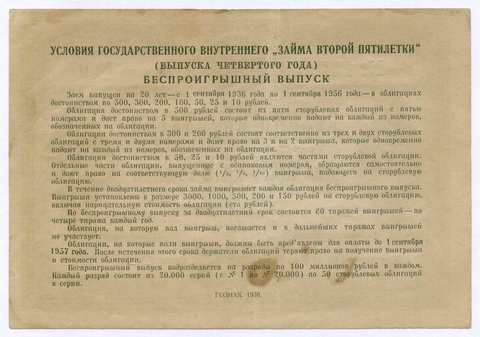 УСЛОВИЯ ГОСУДАРСТВЕННОГО ВНУТРЕННЕГО „ЗАЙМА ВТОРОЙ ПЯТИЛЕТКИ“
(ВЫПУСКА ЧЕТВЕРТОГО ГОДА)
БЕСПРОИГРЫШНЫЙ ВЫПУСК
Заем выпущен на 20 лет—с 1 сентября 1936 года по 1 сентября 1956 года—в облигациях
достоинством по 500, 300, 200, 100, 50, 25 и 10 рублей.
Облигация достоинством в 500 рублей состоит из пяти сторублевых облигаций с пятью
номерами и дает право на 5 выигрышей, которые одновременно падают на каждый из номеров,
обозначенных на облигации.
Облигации достоинством в 300 и 200 рублей состоят соответственно из трех и двух сторублевых
облигаций с тремя и двумя номерами и дают право на 3 и на 2 выигрыша, которые одновременно
падают на каждый из номеров, обозначенных на облигации.
Облигации достоинством в 50, 25 и 10 рублей являются частями сторублевой облигации.
Отдельные части облигации, выпущенные с одинаковым номером, обращаются самостоятельно
и дают право на соответствующую долю (1/2, 1/4, 1/10) выигрыша, падающего на сторублевую
облигацию.
В течение двадцатилетнего срока займа выигрывает каждая облигация беспроигрышного выпуска.
Выигрыши установлены в размере 3000, 1000, 500, 200 и 150 рублей на сторублевую облигацию,
включая нарицательную стоимость облигации (сто рублей).
По беспроигрышному выпуску за двадцатилетний срок состоится 80 тиражей выигрышей— по
четыре тиража каждый год.
Облигация, на которую пал выигрыш, погашается и в дальнейших тиражах выигрышей
не участвует.
Облигации, на которые пали выигрыши, должны быть пред'явлены для оплаты до 1 сентября
1957 года. После истечения этого срока держатели облигаций теряют право на получение выигрыша
и стоимости облигации.
Беспроигрышный выпуск подразделяется на разряды по 100 миллионов рублей в каждом.
Каждый разряд состоит из 20.000 серий (с № 1 по № 20.000) по 50 сторублевых облигаций
в серии.
ГОЗНАК 1936.